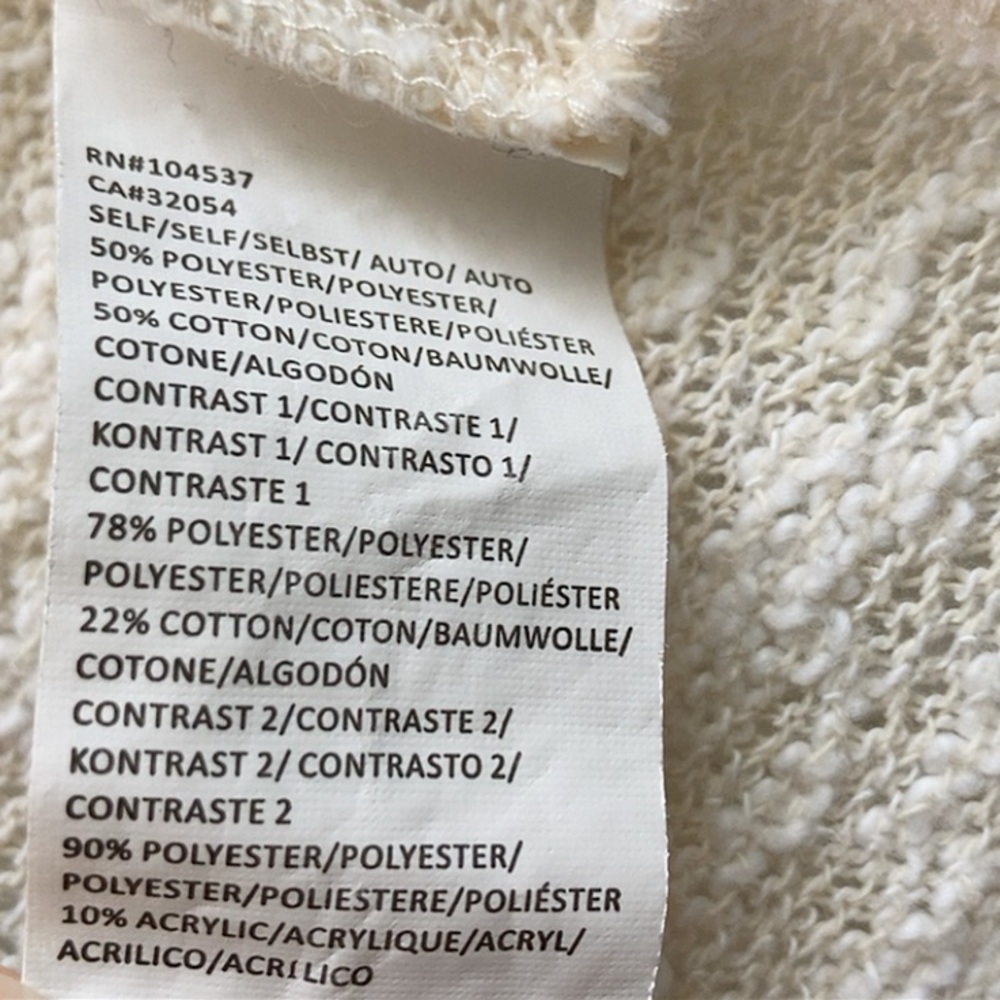 RN#104537
CA#32054
SELF/SELF/SELBST/ AUTO/ AUTO
50% POLYESTER/POLYESTER/
POLYESTER/POLIESTERE/POLIÉSTER
50% COTTON/COTON/BAUMWOLLE/
COTONE/ALGODÓN
CONTRAST 1/CONTRASTE 1/
KONTRAST 1/ CONTRASTO 1/
CONTRASTE 1
78% POLYESTER/POLYESTER/
POLYESTER/POLIESTERE/POLIÉSTER
22% COTTON/COTON/BAUMWOLLE/
COTONE/ALGODÓN
CONTRAST 2/CONTRASTE 2/
KONTRAST 2/ CONTRASTO 2/
CONTRASTE 2
90% POLYESTER/POLYESTER/
POLYESTER/POLIESTERE/POLIÉSTER
10% ACRYLIC/ACRYLIQUE/ACRYL/
ACRILICO/ACRÍLICO